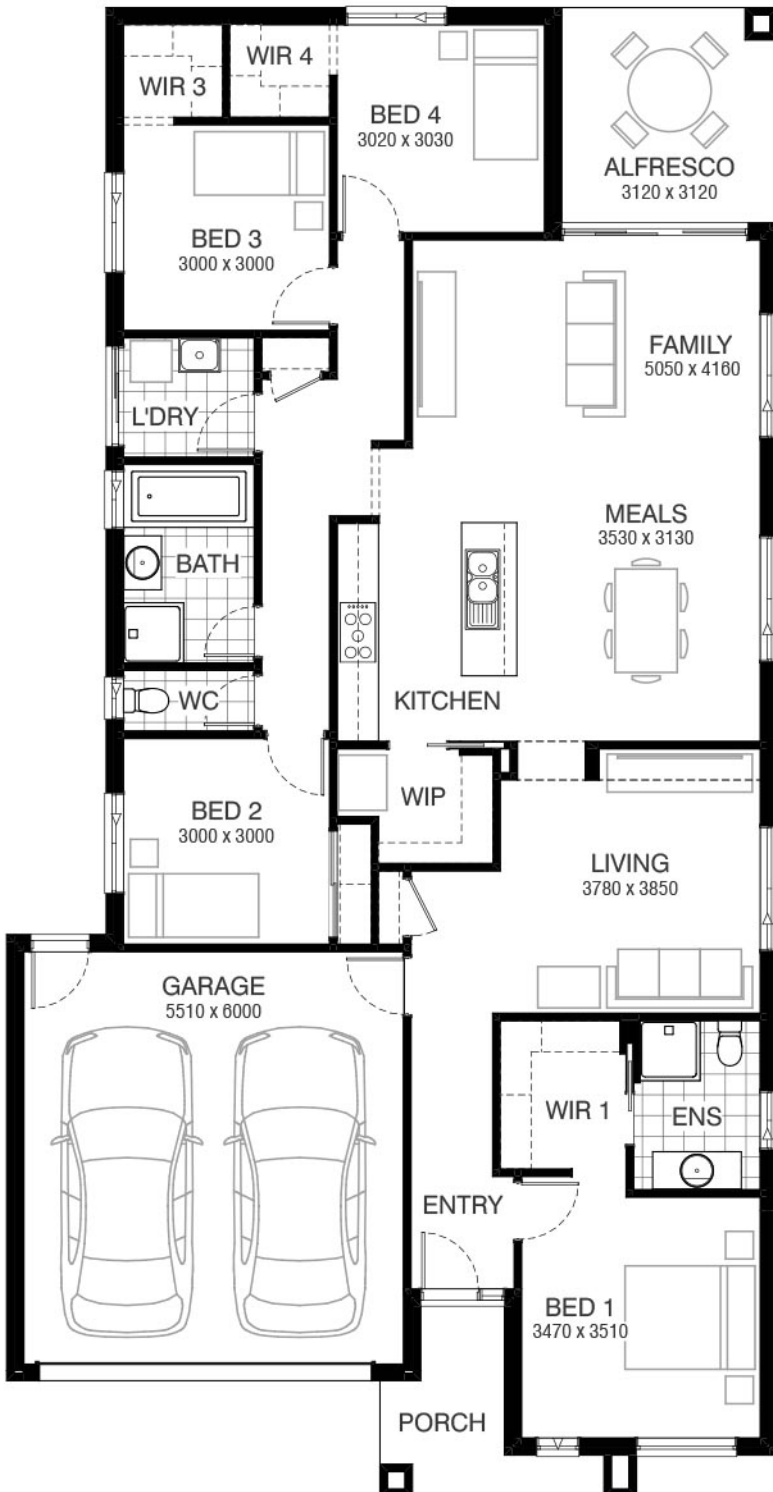 WIR 3
WIR 4
BED 4
3020 x 3030
ALFRESCO
3120 x 3120
BED 3
3000 x 3000
FAMILY
5050 x 4160
L'DRY
MEALS
3530 x 3130
BATH
WC
KITCHEN
WIP
BED 2
3000 x 3000
LIVING
3780 x 3850
GARAGE
5510 x 6000
WIR 1
ENS
ENTRY
BED 1
3470 x 3510
PORCH